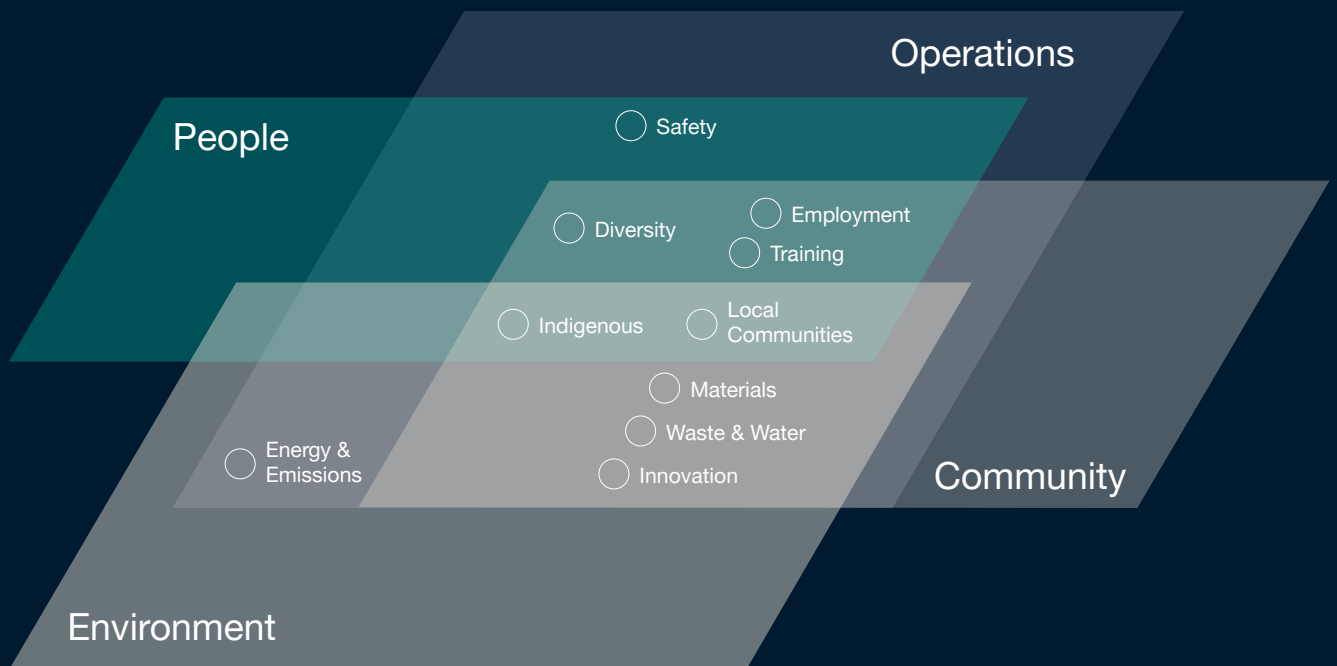 Operations
People
Safety
Employment
Diversity
Training
Local
Communities
Indigenous
Materials
Waste & Water
Energy &
Emissions
Innovation
Community
Environment